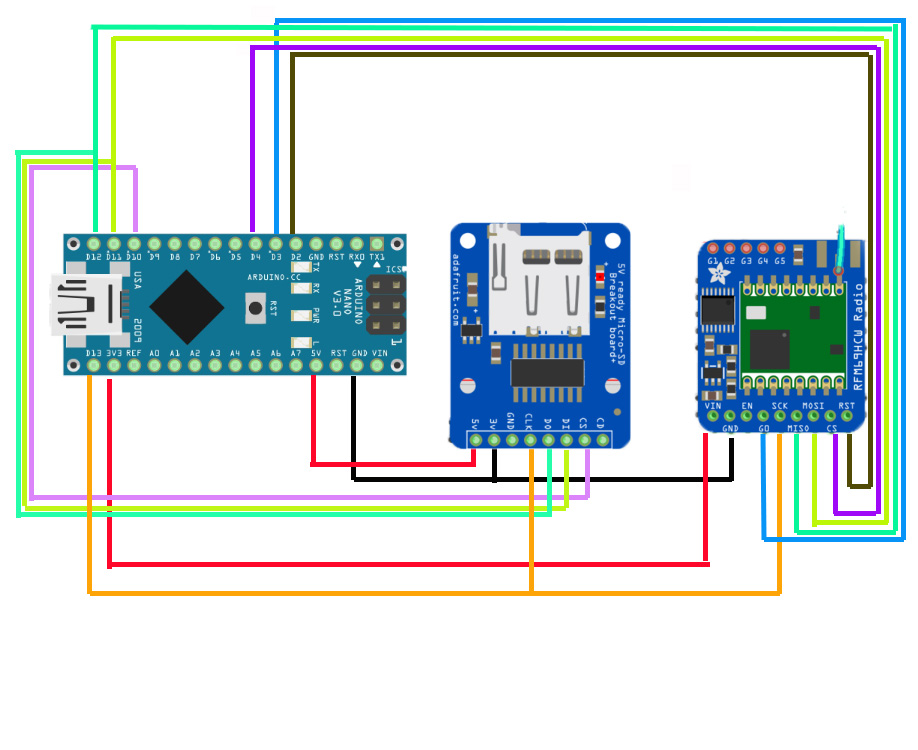 D12 D11 D10 D9 D8 D7 D6 D5 D4 D3 D2 GND RST RX0 TX1
TX
RX
PWR
L
ARDUINO.CC
RST
ARDUINO
NANO
V3.0
ICSP
1
USA
2009
D13 3V3 REF A0 A1 A2 A3 A4 A5 A6 A7 5V RST GND VIN
adafruit.com
5V ready Micro-SD
Breakout board+
5V 3V GND CLK DO DI CS CD
G1 G2 G3 G4 G5
RFM69HCW Radio
VIN EN SCK MOSI RST
GND G0 MISO CS